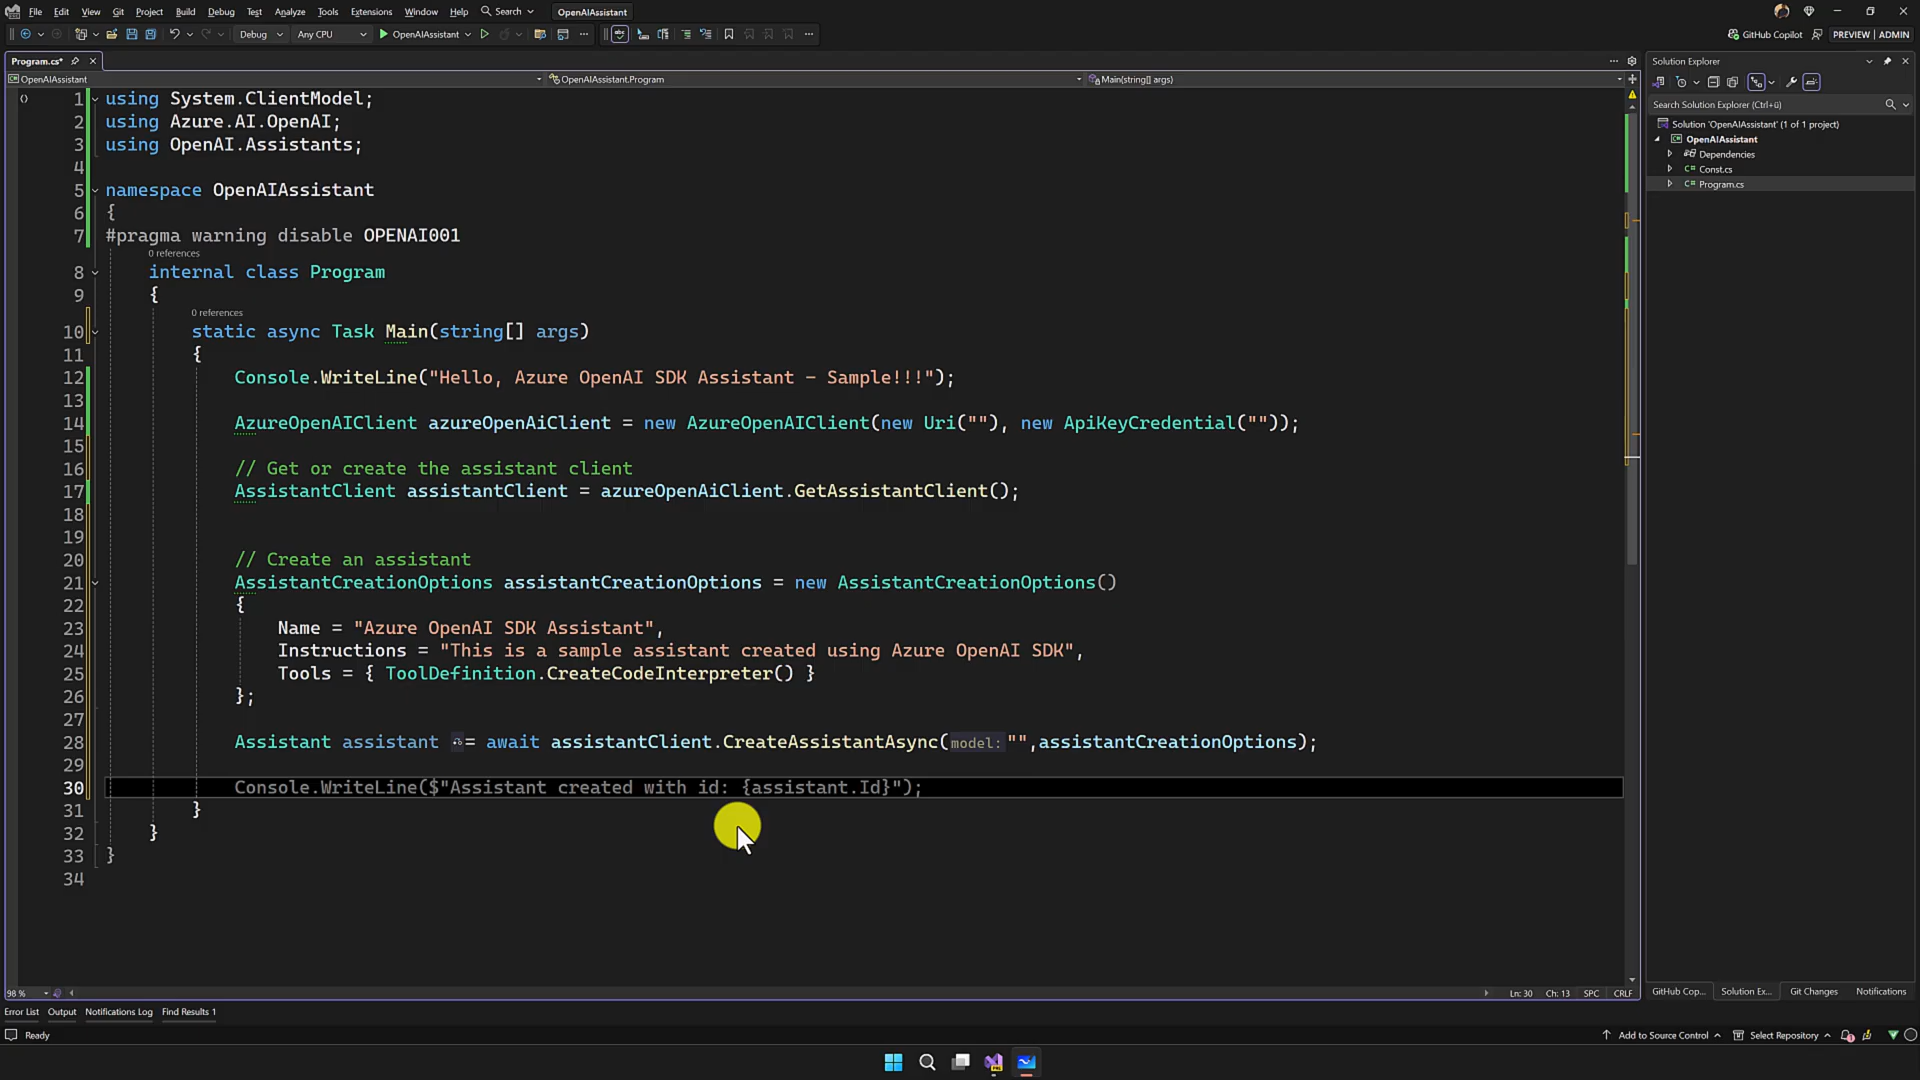 File Edit View Git Project Build Debug Test Analyze Tools Extensions Window Help Search OpenAIAssistant
Debug Any CPU OpenAIAssistant GitHub Copilot PREVIEW | ADMIN
Program.cs*
OpenAIAssistant OpenAIAssistant.Program Main(string[] args)
1 using System.ClientModel;
2 using Azure.AI.OpenAI;
3 using OpenAI.Assistants;
4
5 namespace OpenAIAssistant
6 {
7 #pragma warning disable OPENAI001
0 references
8 internal class Program
9 {
0 references
10 static async Task Main(string[] args)
11 {
12 Console.WriteLine("Hello, Azure OpenAI SDK Assistant - Sample!!!");
13
14 AzureOpenAIClient azureOpenAiClient = new AzureOpenAIClient(new Uri(""), new ApiKeyCredential(""));
15
16 // Get or create the assistant client
17 AssistantClient assistantClient = azureOpenAiClient.GetAssistantClient();
18
19
20 // Create an assistant
21 AssistantCreationOptions assistantCreationOptions = new AssistantCreationOptions()
22 {
23 Name = "Azure OpenAI SDK Assistant",
24 Instructions = "This is a sample assistant created using Azure OpenAI SDK",
25 Tools = { ToolDefinition.CreateCodeInterpreter() }
26 };
27
28 Assistant assistant = await assistantClient.CreateAssistantAsync(model: "",assistantCreationOptions);
29
30 Console.WriteLine($"Assistant created with id: {assistant.Id}");
31 }
32 }
33 }
34
98 % Ln: 30 Ch: 13 SPC CRLF
Solution Explorer
Search Solution Explorer (Ctrl+ü)
Solution 'OpenAIAssistant' (1 of 1 project)
OpenAIAssistant
Dependencies
Const.cs
Program.cs
GitHub Cop... Solution Ex... Git Changes Notifications
Error List Output Notifications Log Find Results 1
Ready Add to Source Control Select Repository